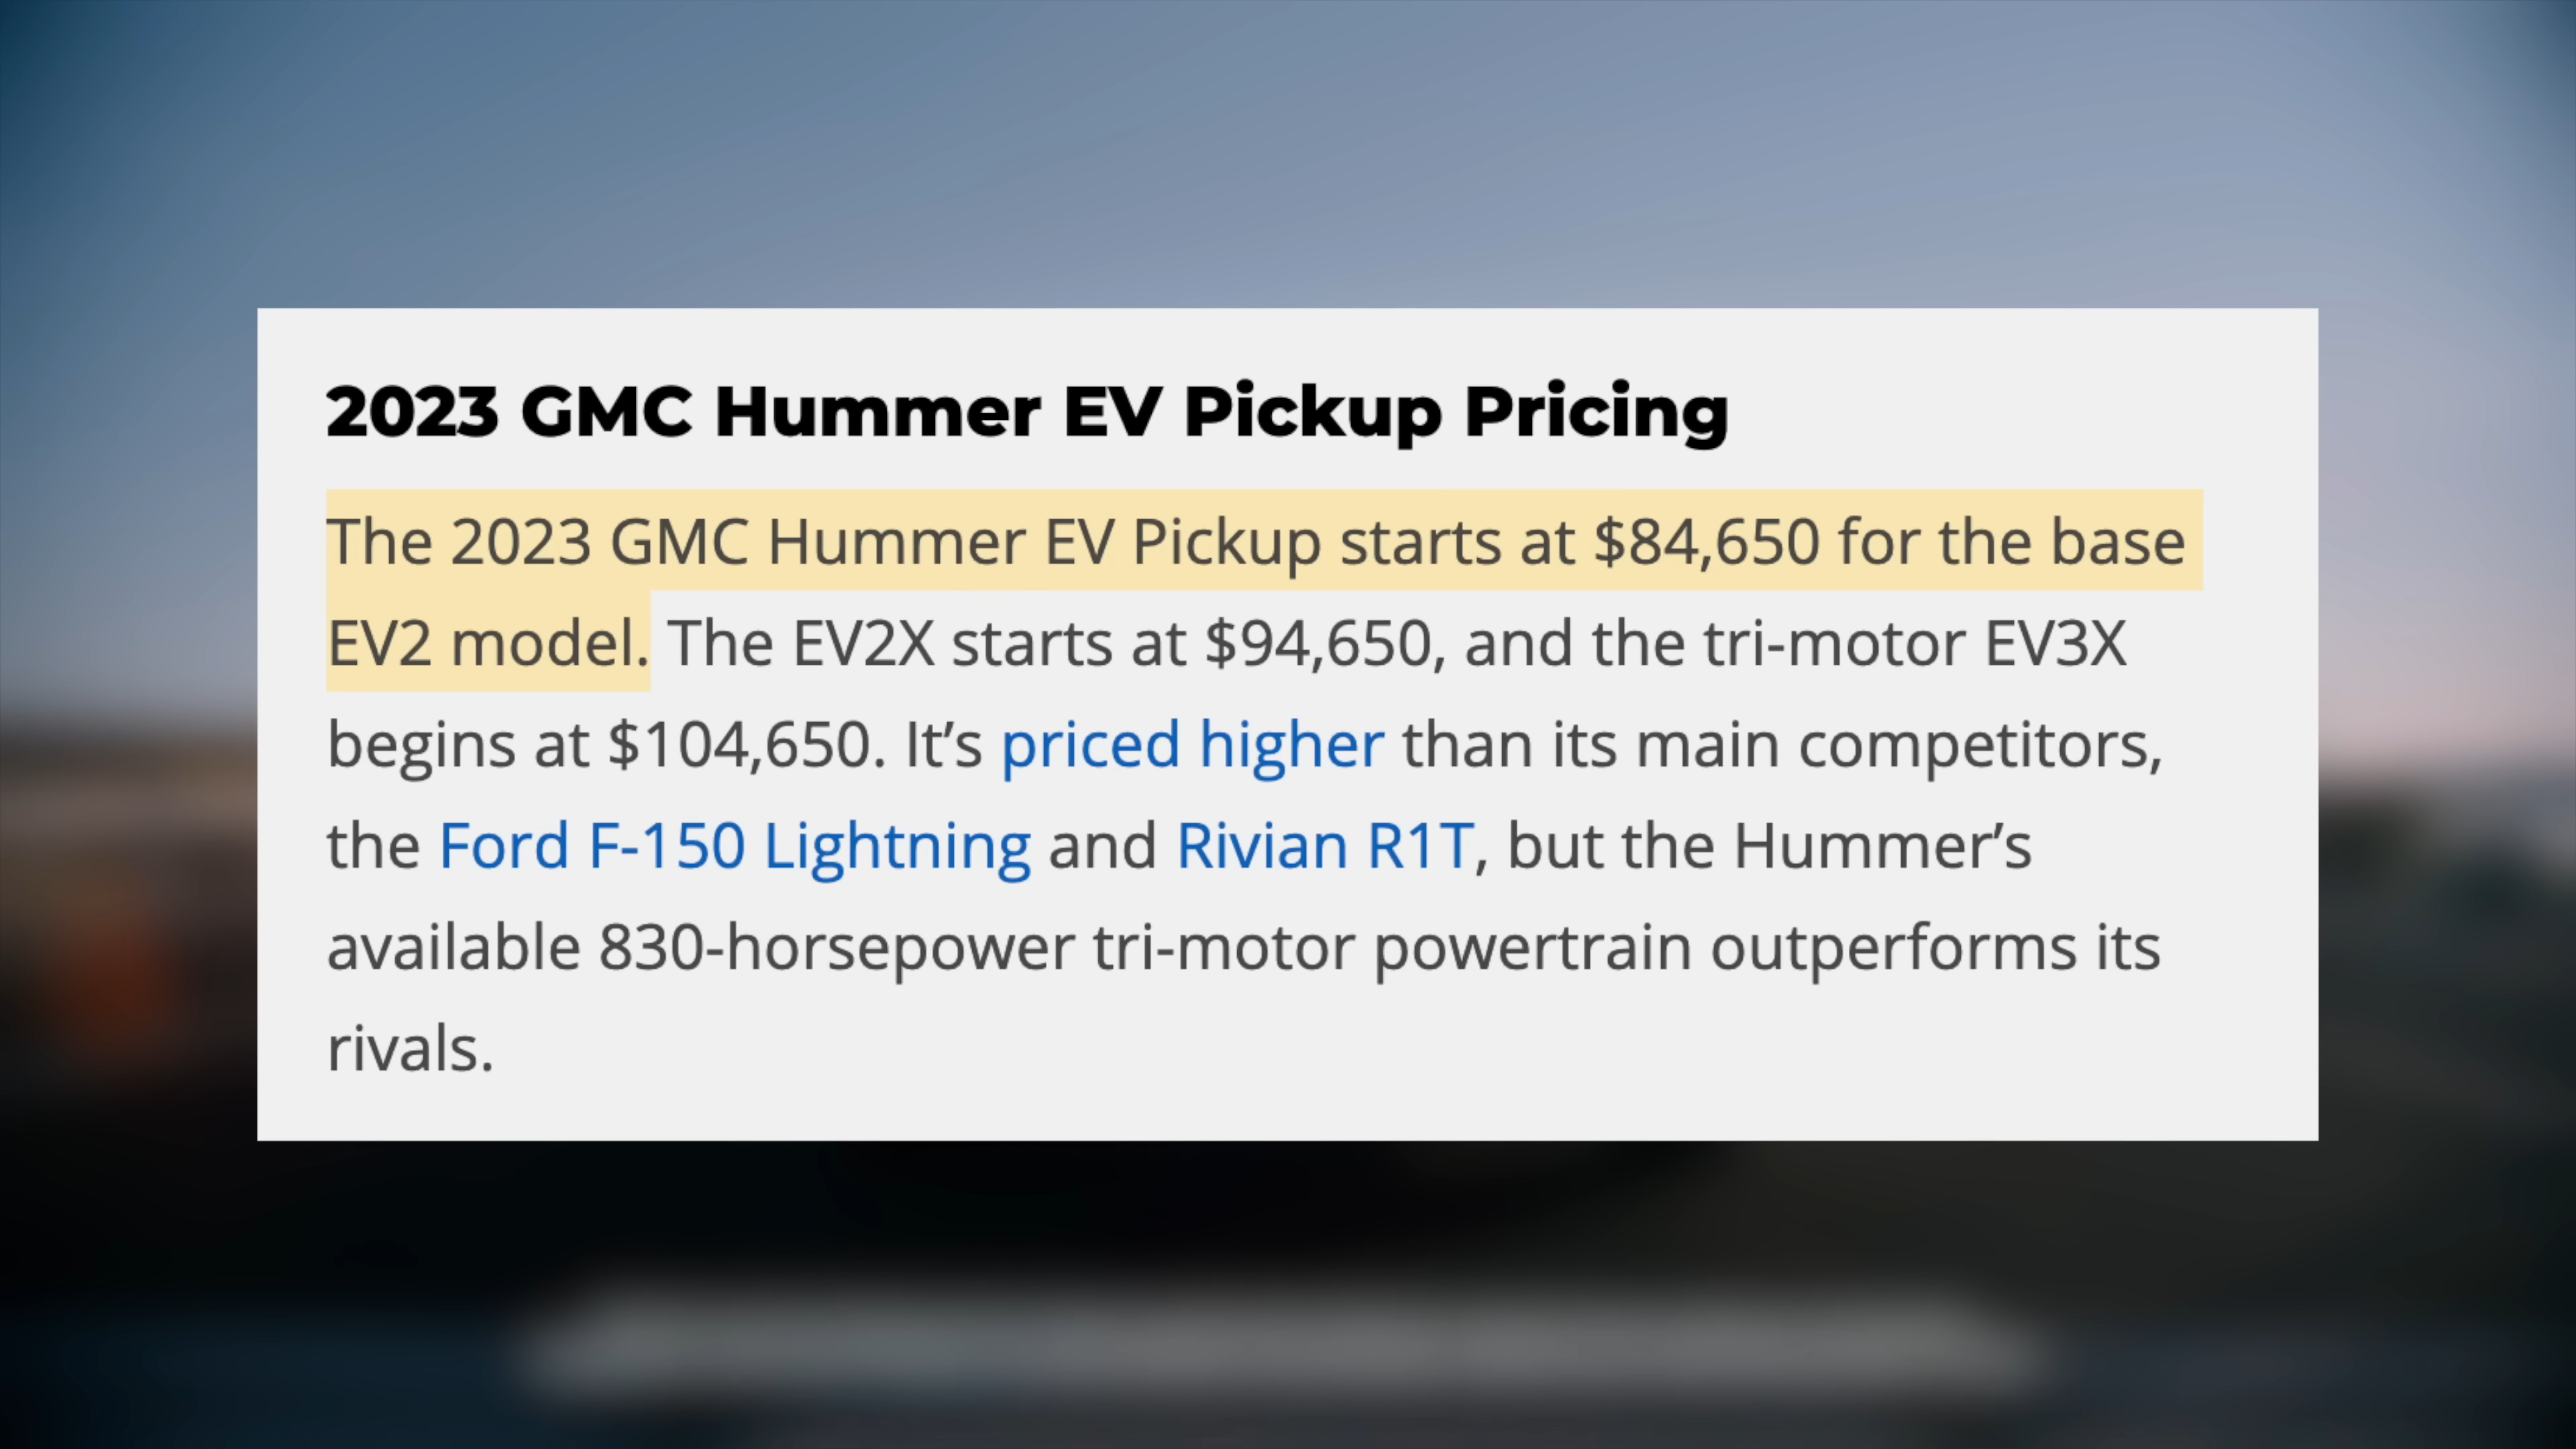 2023 GMC Hummer EV Pickup Pricing
The 2023 GMC Hummer EV Pickup starts at $84,650 for the base
EV2 model. The EV2X starts at $94,650, and the tri-motor EV3X
begins at $104,650. It’s priced higher than its main competitors,
the Ford F-150 Lightning and Rivian R1T, but the Hummer’s
available 830-horsepower tri-motor powertrain outperforms its
rivals.